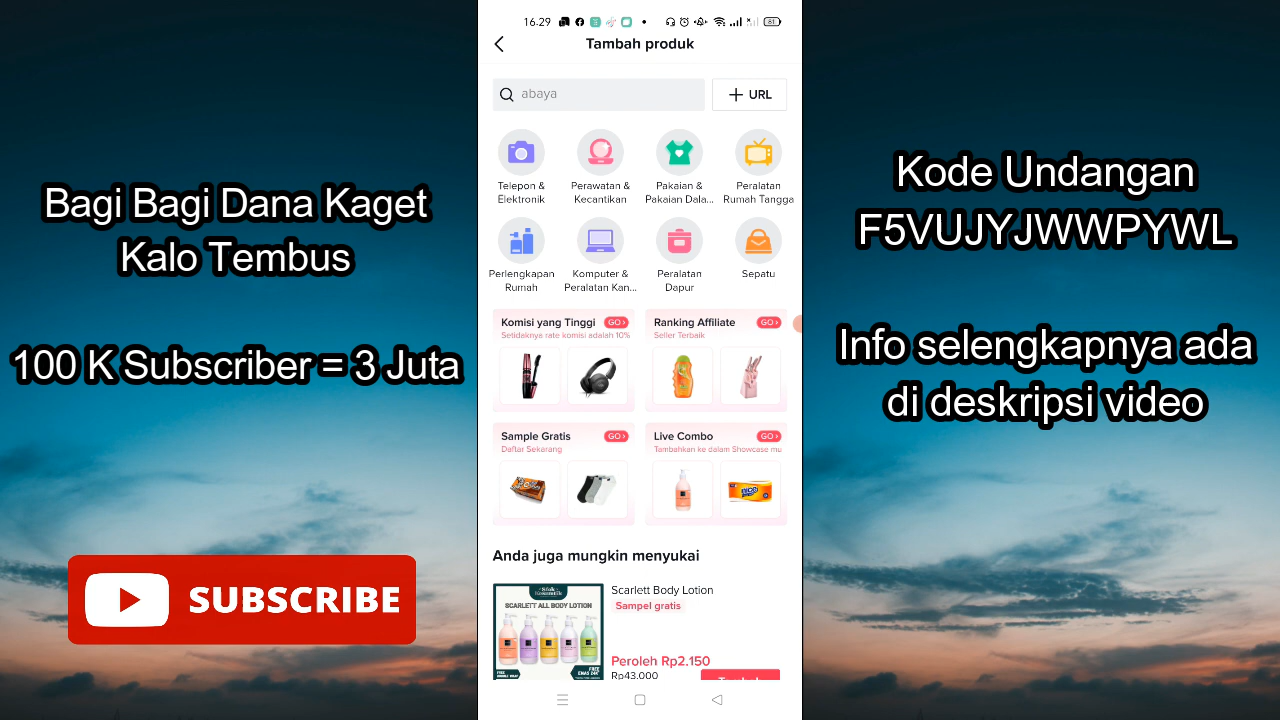 Bagi Bagi Dana Kaget
Kalo Tembus
100 K Subscriber = 3 Juta
SUBSCRIBE
16.29
81
Tambah produk
abaya
+ URL
Telepon &
Elektronik
Perawatan &
Kecantikan
Pakaian &
Pakaian Dala...
Peralatan
Rumah Tangga
Perlengkapan
Rumah
Komputer &
Peralatan Kan...
Peralatan
Dapur
Sepatu
Komisi yang Tinggi GO
Setidaknya rate komisi adalah 10%
Ranking Affiliate GO
Seller Terbaik
Sample Gratis GO
Daftar Sekarang
Live Combo GO
Tambahkan ke dalam Showcase mu
Anda juga mungkin menyukai
SCARLETT ALL BODY LOTION
Scarlett Body Lotion
Sampel gratis
Peroleh Rp2.150
Rp43.000
Kode Undangan
F5VUJYJWWPYWL
Info selengkapnya ada
di deskripsi video